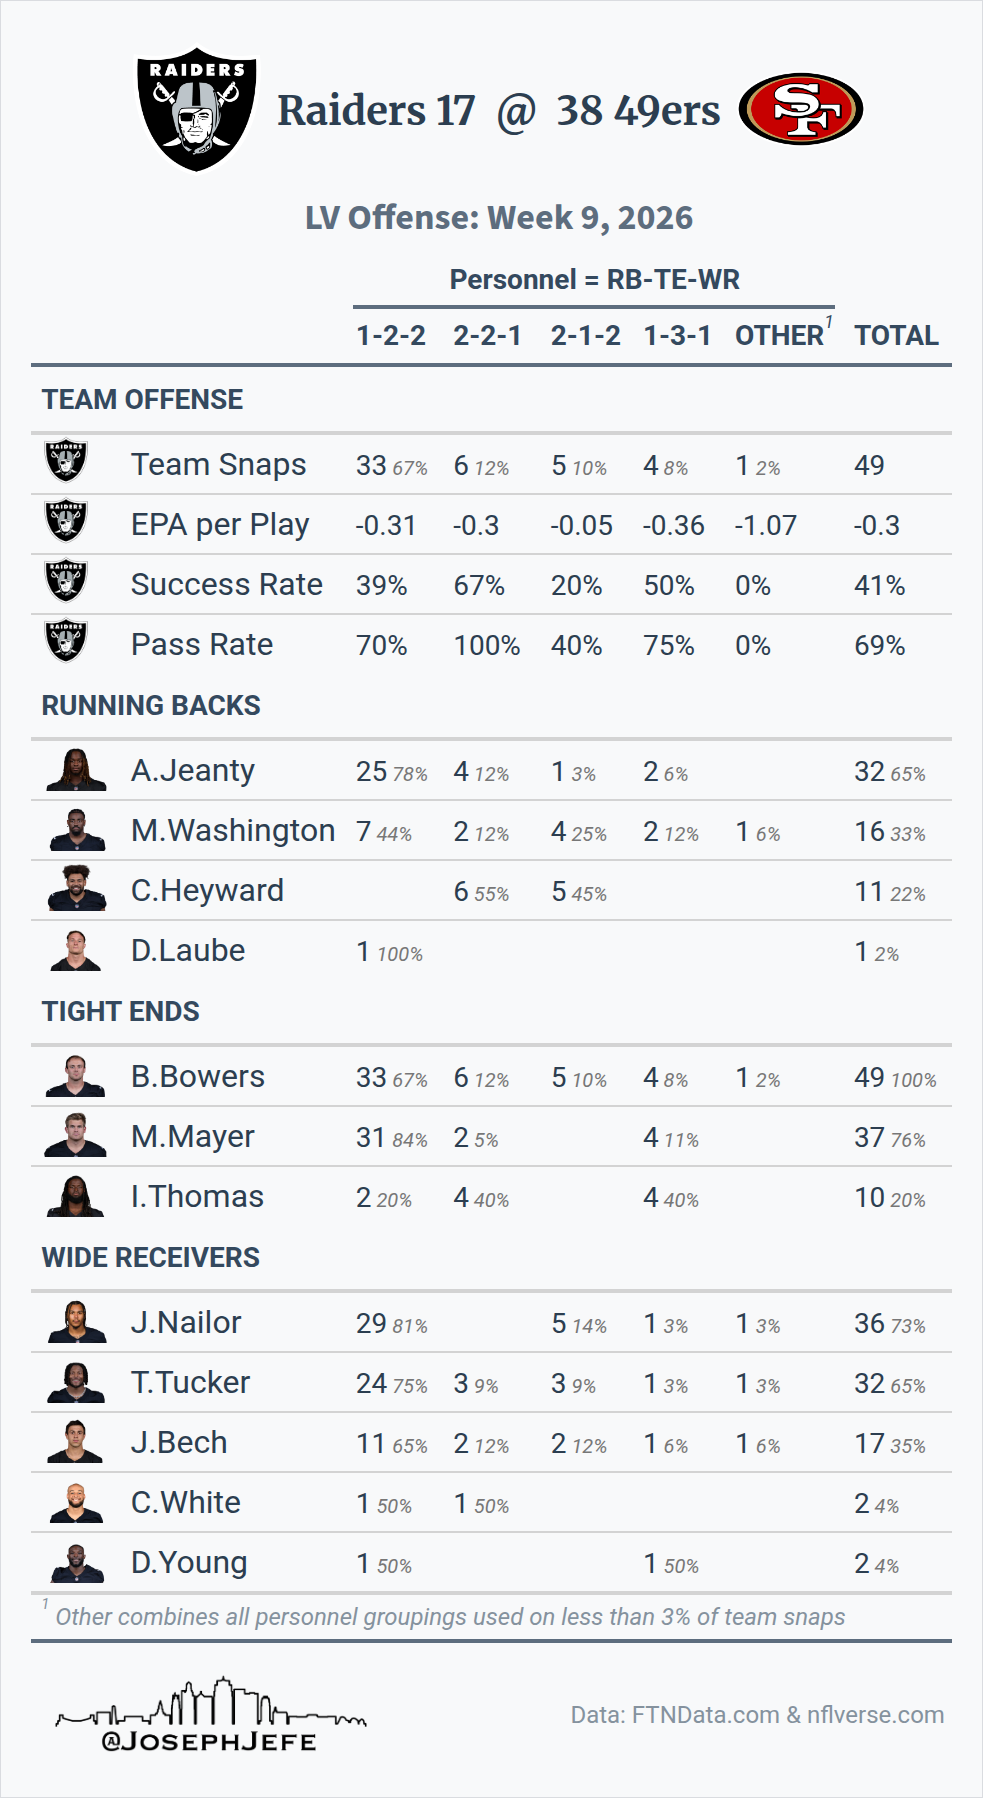 RAIDERS
Raiders 17 @ 38 49ers
SF
LV Offense: Week 9, 2026
Personnel = RB-TE-WR
1-2-2 2-2-1 2-1-2 1-3-1 OTHER1 TOTAL
TEAM OFFENSE
RAIDERS Team Snaps 33 67% 6 12% 5 10% 4 8% 1 2% 49
RAIDERS EPA per Play -0.31 -0.3 -0.05 -0.36 -1.07 -0.3
RAIDERS Success Rate 39% 67% 20% 50% 0% 41%
RAIDERS Pass Rate 70% 100% 40% 75% 0% 69%
RUNNING BACKS
A.Jeanty 25 78% 4 12% 1 3% 2 6% 32 65%
M.Washington 7 44% 2 12% 4 25% 2 12% 1 6% 16 33%
C.Heyward 6 55% 5 45% 11 22%
D.Laube 1 100% 1 2%
TIGHT ENDS
B.Bowers 33 67% 6 12% 5 10% 4 8% 1 2% 49 100%
M.Mayer 31 84% 2 5% 4 11% 37 76%
I.Thomas 2 20% 4 40% 4 40% 10 20%
WIDE RECEIVERS
J.Nailor 29 81% 5 14% 1 3% 1 3% 36 73%
T.Tucker 24 75% 3 9% 3 9% 1 3% 1 3% 32 65%
J.Bech 11 65% 2 12% 2 12% 1 6% 1 6% 17 35%
C.White 1 50% 1 50% 2 4%
D.Young 1 50% 1 50% 2 4%
1 Other combines all personnel groupings used on less than 3% of team snaps
@JOSEPHJEFE
Data: FTNData.com & nflverse.com